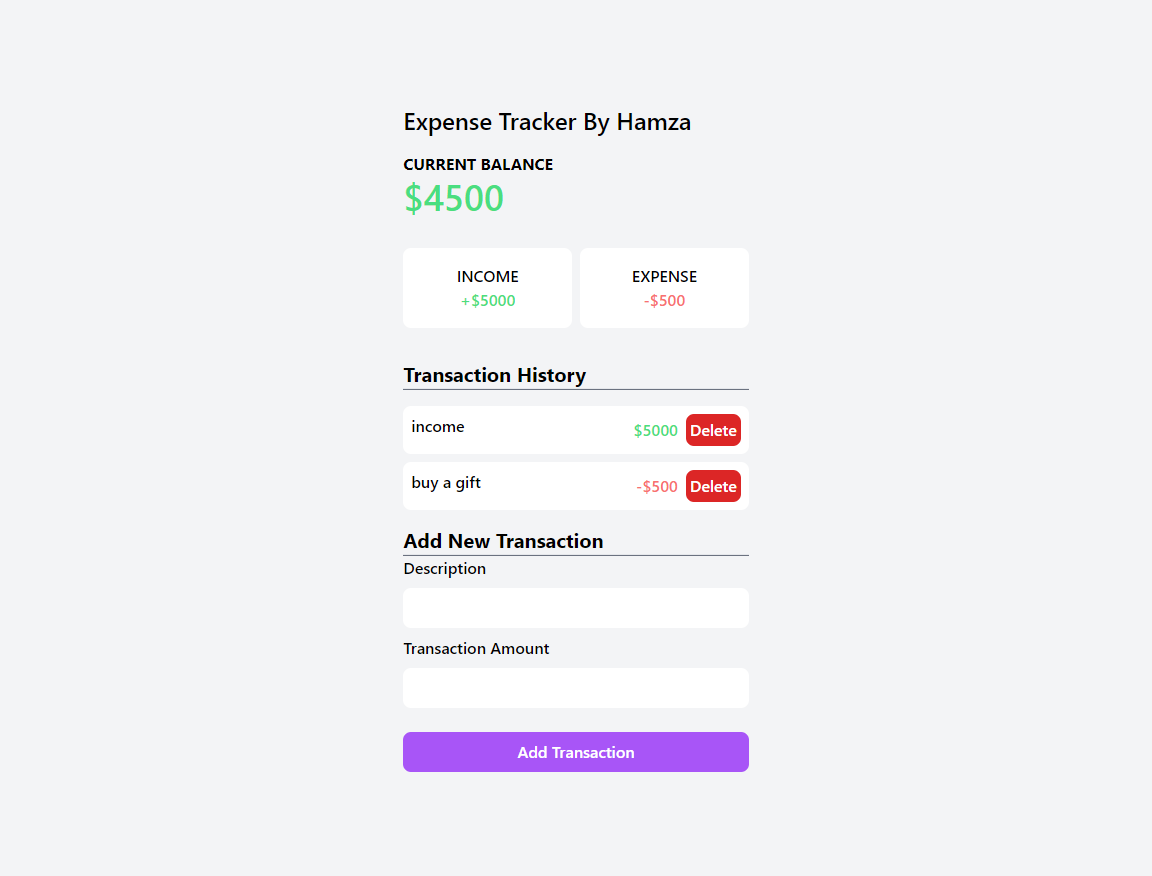 Expense Tracker By Hamza
CURRENT BALANCE
$4500
INCOME
+$5000
EXPENSE
-$500
Transaction History
income $5000 Delete
buy a gift -$500 Delete
Add New Transaction
Description
Transaction Amount
Add Transaction